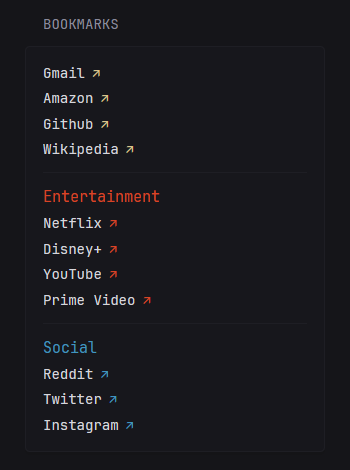 BOOKMARKS
Gmail ↗
Amazon ↗
Github ↗
Wikipedia ↗
Entertainment
Netflix ↗
Disney+ ↗
YouTube ↗
Prime Video ↗
Social
Reddit ↗
Twitter ↗
Instagram ↗